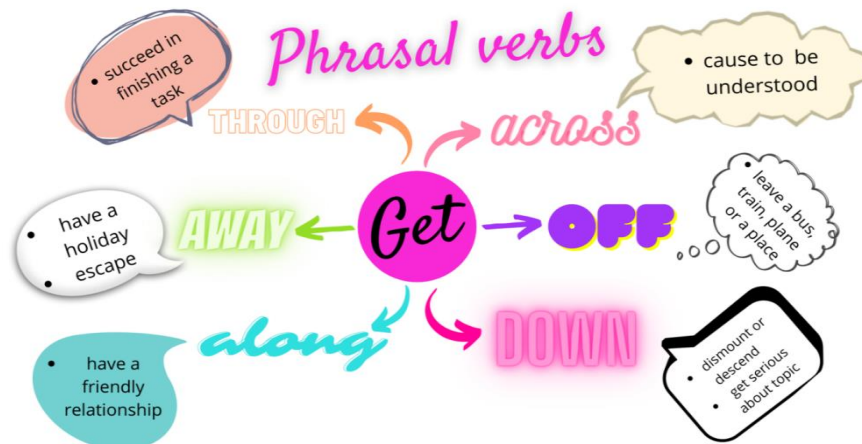 Phrasal verbs
• succeed in
finishing a
task
THROUGH
across
• cause to be
understood
• have a
holiday
• escape
AWAY
Get
OFF
• leave a bus,
train, plane
or a place
along
• have a
friendly
relationship
DOWN
• dismount or
descend
• get serious
about topic